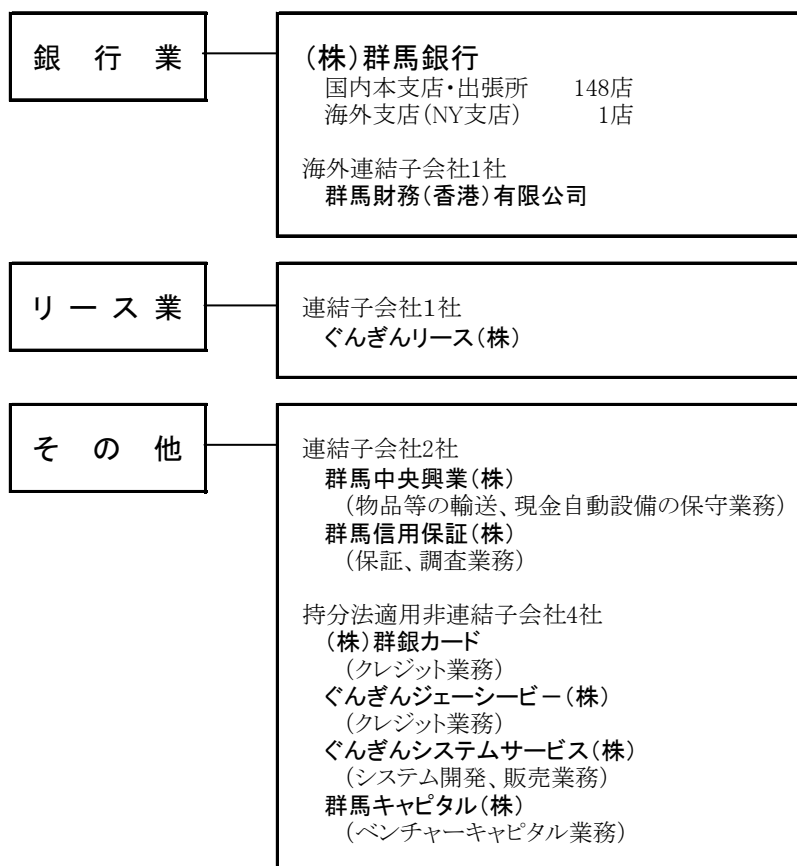 銀行業
(株)群馬銀行
国内本支店・出張所 148店
海外支店(NY支店) 1店
海外連結子会社1社
群馬財務(香港)有限公司
リース業
連結子会社1社
ぐんぎんリース(株)
その他
連結子会社2社
群馬中央興業(株)
(物品等の輸送、現金自動設備の保守業務)
群馬信用保証(株)
(保証、調査業務)
持分法適用非連結子会社4社
(株)群銀カード
(クレジット業務)
ぐんぎんジェーシービー(株)
(クレジット業務)
ぐんぎんシステムサービス(株)
(システム開発、販売業務)
群馬キャピタル(株)
(ベンチャーキャピタル業務)